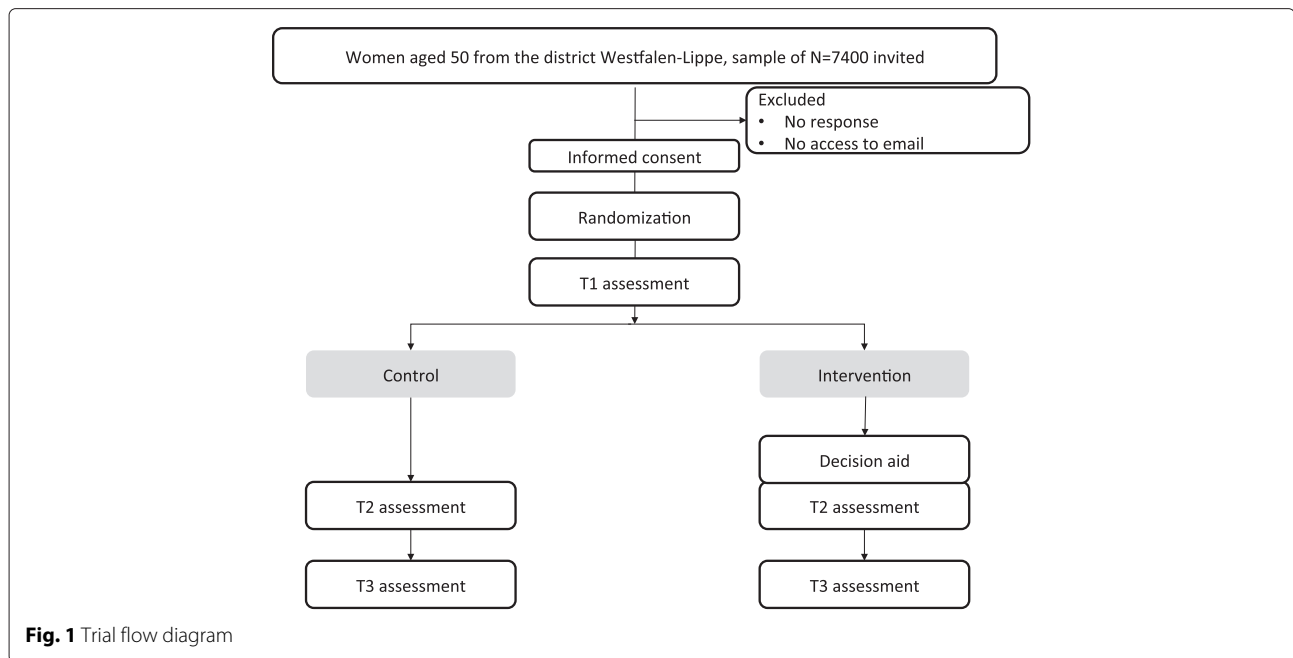 Women aged 50 from the district Westfalen-Lippe, sample of N=7400 invited
Excluded
• No response
• No access to email
Informed consent
Randomization
T1 assessment
Control
Intervention
Decision aid
T2 assessment
T2 assessment
T3 assessment
T3 assessment
Fig. 1 Trial flow diagram